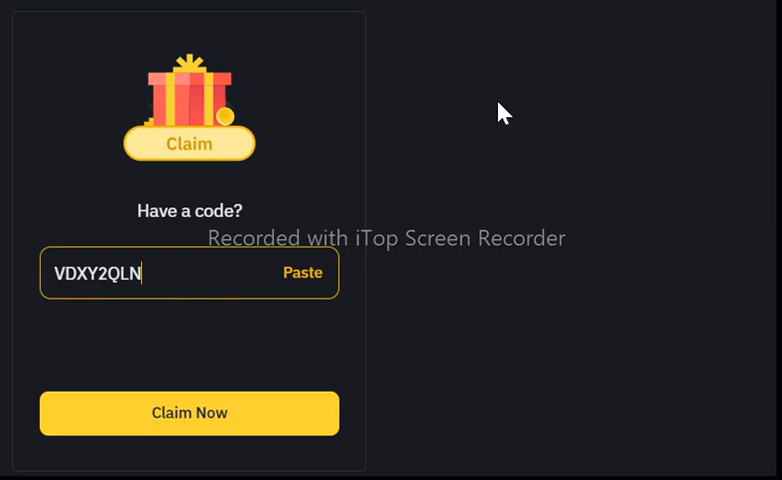 Claim
Have a code?
Recorded with iTop Screen Recorder
VDXY2QLN
Paste
Claim Now